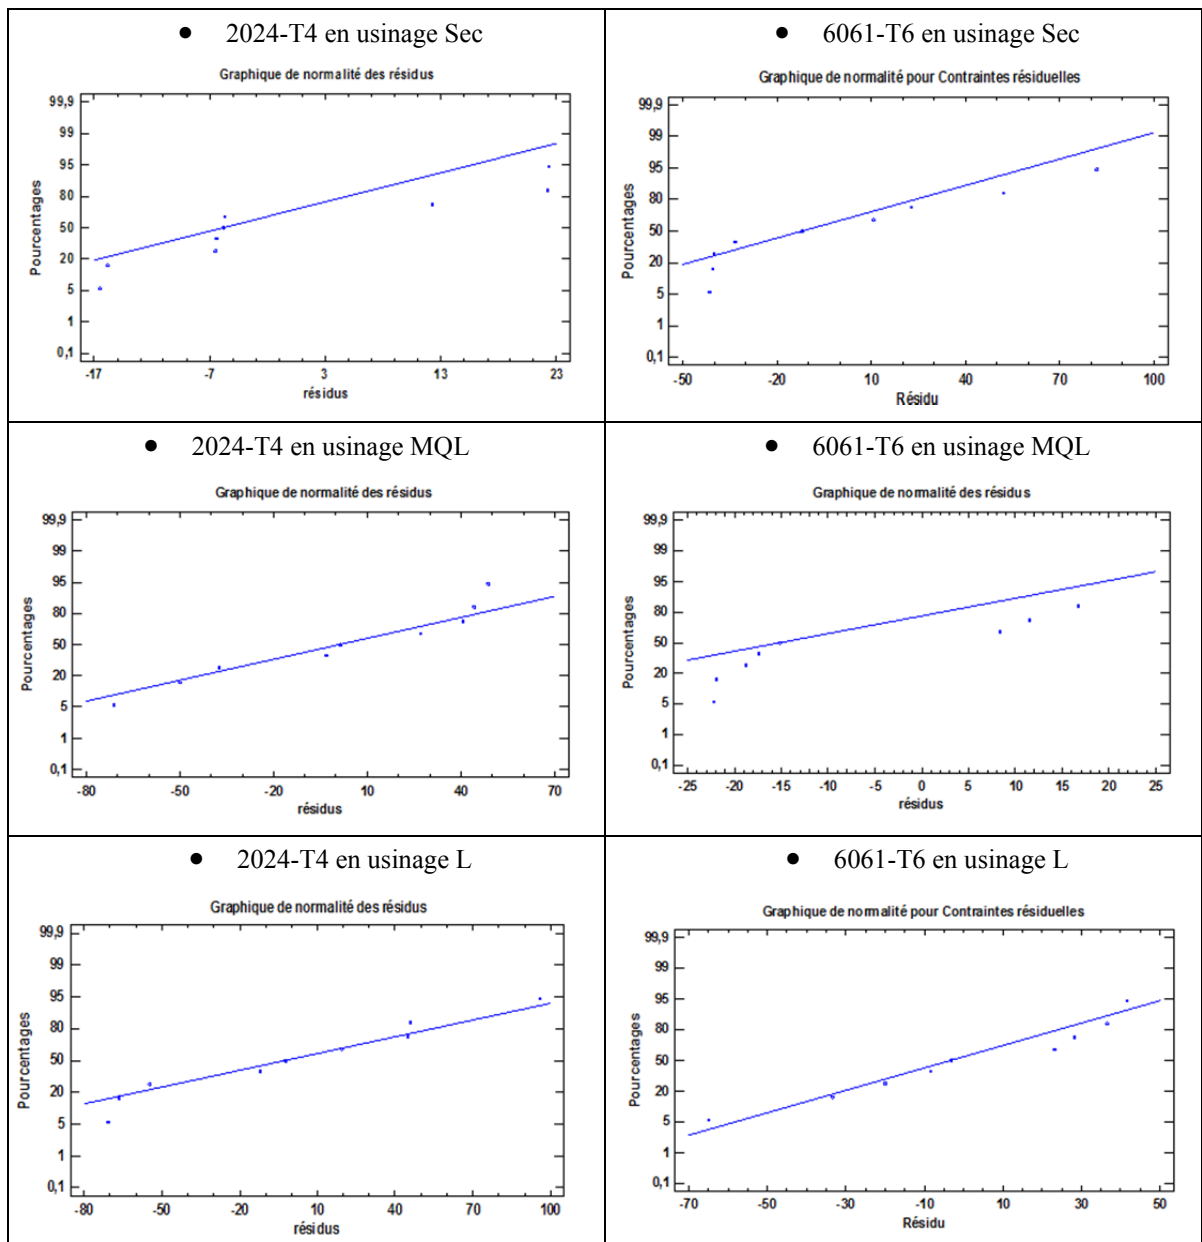 • 2024-T4 en usinage Sec
Graphique de normalité des résidus
Pourcentages
99,9
99
95
80
50
20
5
1
0,1
-17 -7 3 13 23
résidus
• 6061-T6 en usinage Sec
Graphique de normalité pour Contraintes résiduelles
Pourcentages
99,9
99
95
80
50
20
5
1
0,1
-50 -20 10 40 70 100
Résidu
• 2024-T4 en usinage MQL
Graphique de normalité des résidus
Pourcentages
99,9
99
95
80
50
20
5
1
0,1
-80 -50 -20 10 40 70
résidus
• 6061-T6 en usinage MQL
Graphique de normalité des résidus
Pourcentages
99,9
99
95
80
50
20
5
1
0,1
-25 -20 -15 -10 -5 0 5 10 15 20 25
résidus
• 2024-T4 en usinage L
Graphique de normalité des résidus
Pourcentages
99,9
99
95
80
50
20
5
1
0,1
-80 -50 -20 10 40 70 100
résidus
• 6061-T6 en usinage L
Graphique de normalité pour Contraintes résiduelles
Pourcentages
99,9
99
95
80
50
20
5
1
0,1
-70 -50 -30 -10 10 30 50
Résidu